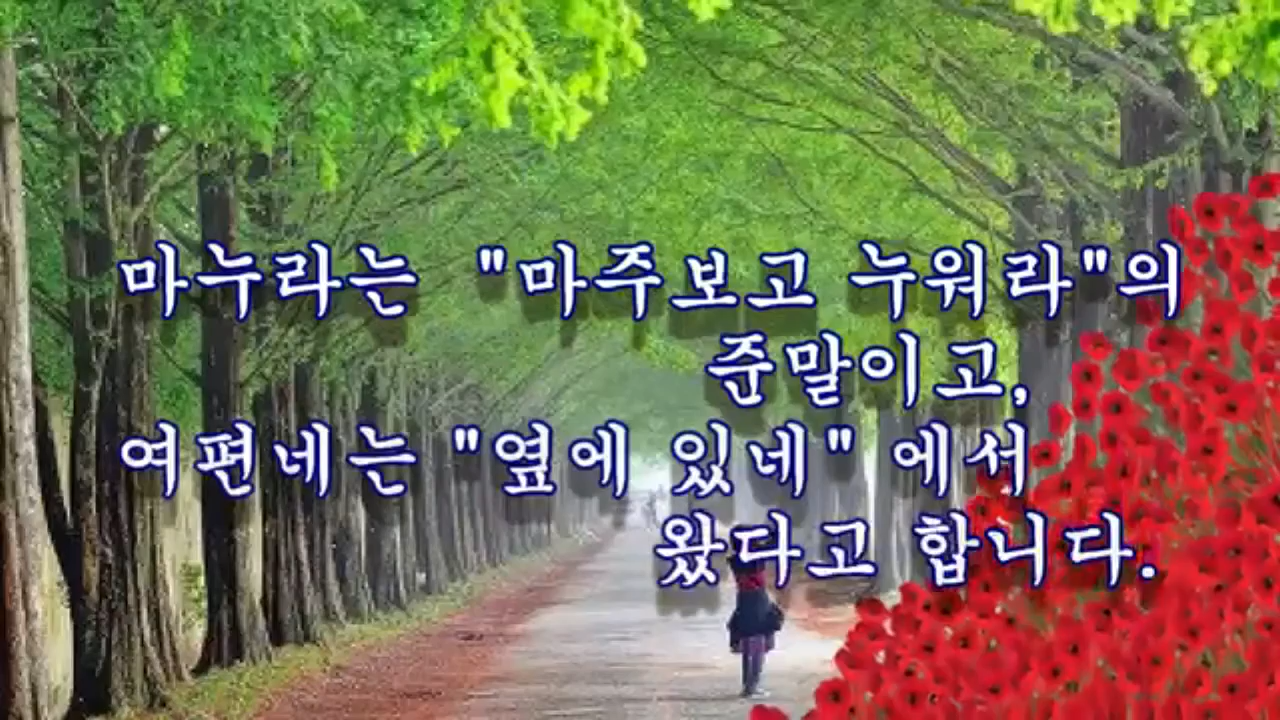 마누라는 "마주보고 누워라"의
준말이고,
여편네는 "옆에 있네" 에서
왔다고 합니다.